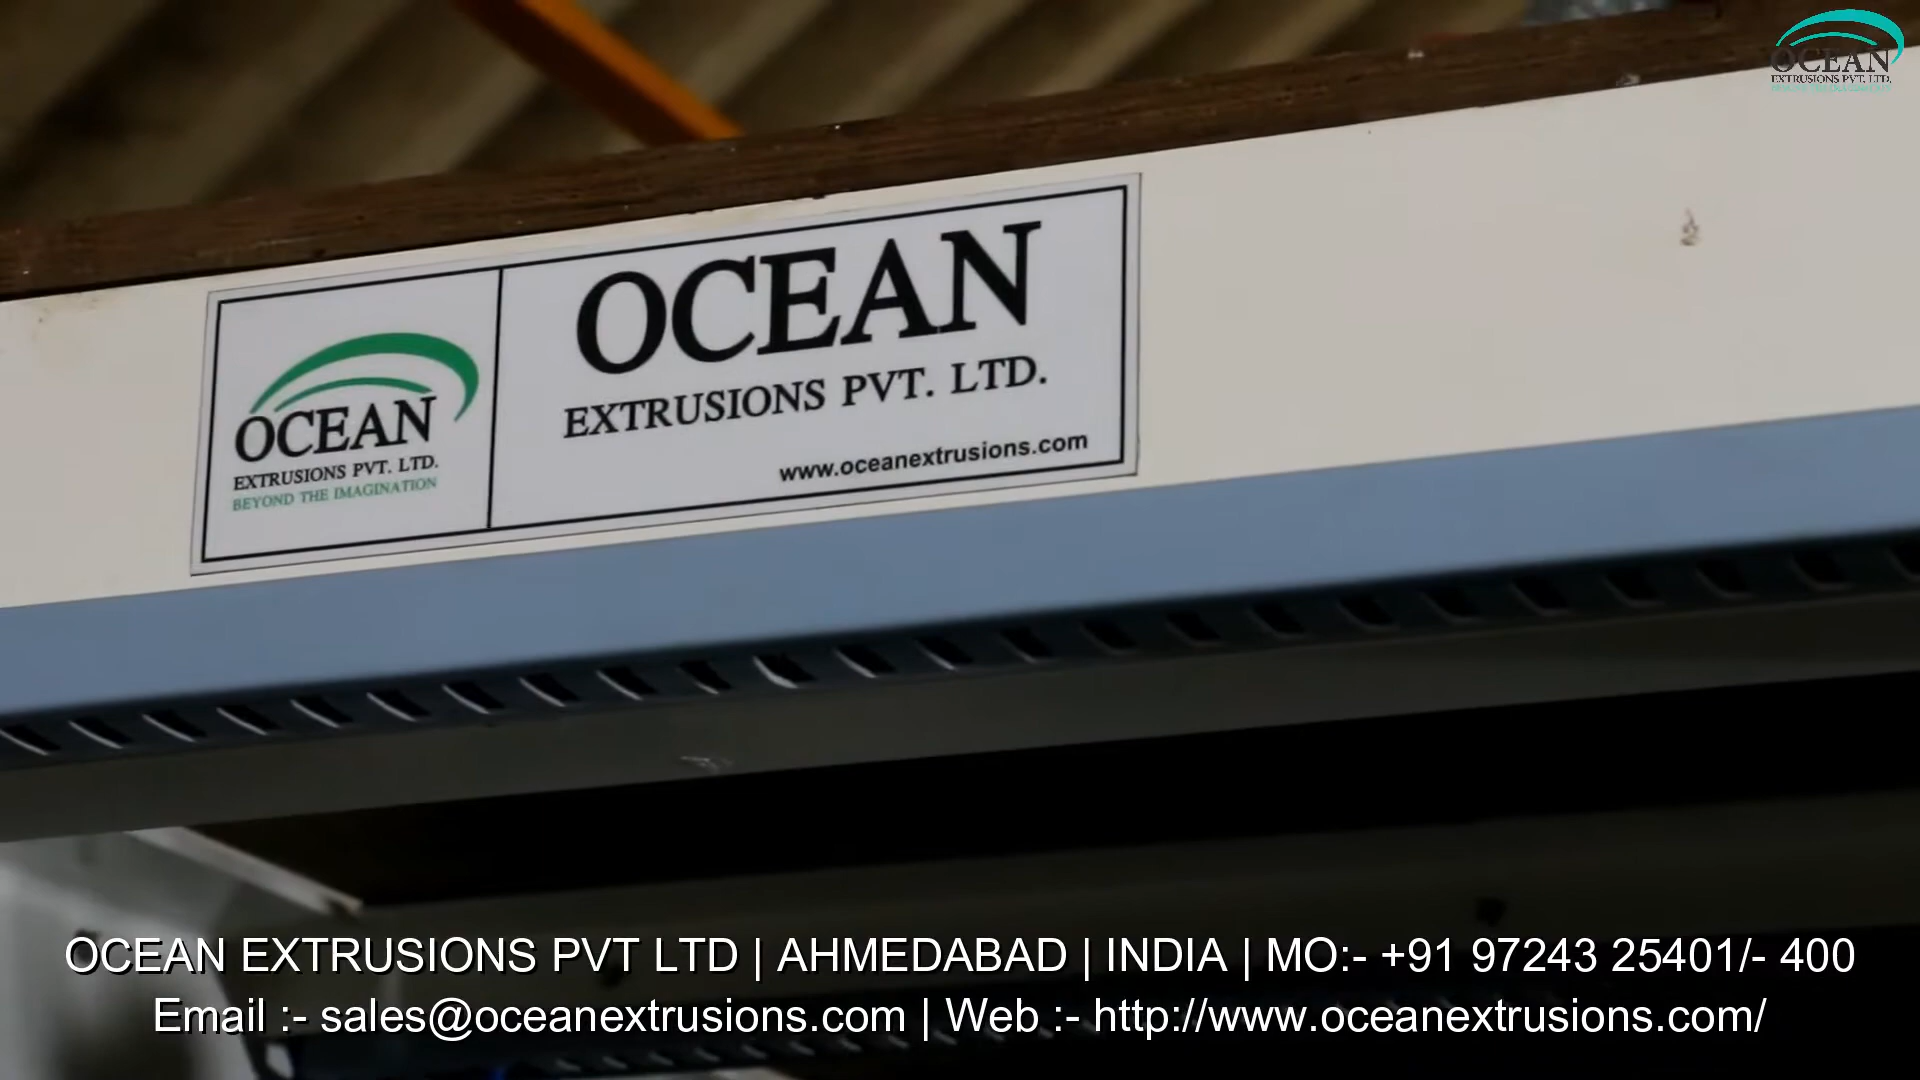 OCEAN
EXTRUSIONS PVT. LTD.
OCEAN
EXTRUSIONS PVT. LTD.
BEYOND THE IMAGINATION
OCEAN
EXTRUSIONS PVT. LTD.
www.oceanextrusions.com
OCEAN EXTRUSIONS PVT LTD | AHMEDABAD | INDIA | MO:- +91 97243 25401/- 400
Email :- sales@oceanextrusions.com | Web :- http://www.oceanextrusions.com/